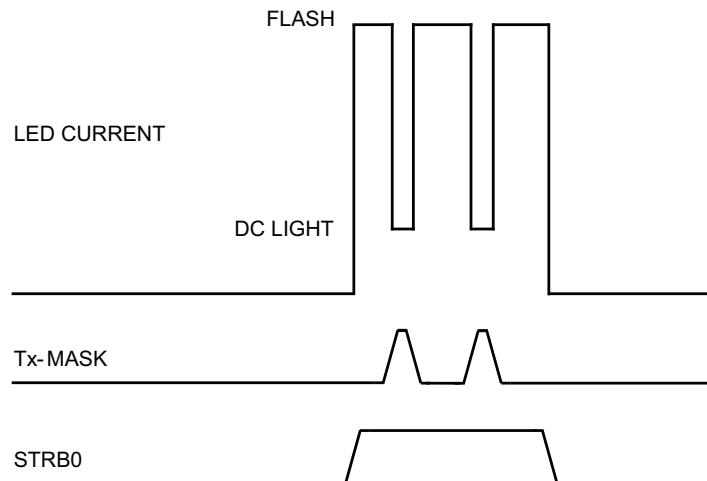 FLASH
LED CURRENT
DC LIGHT
Tx-MASK
STRB0